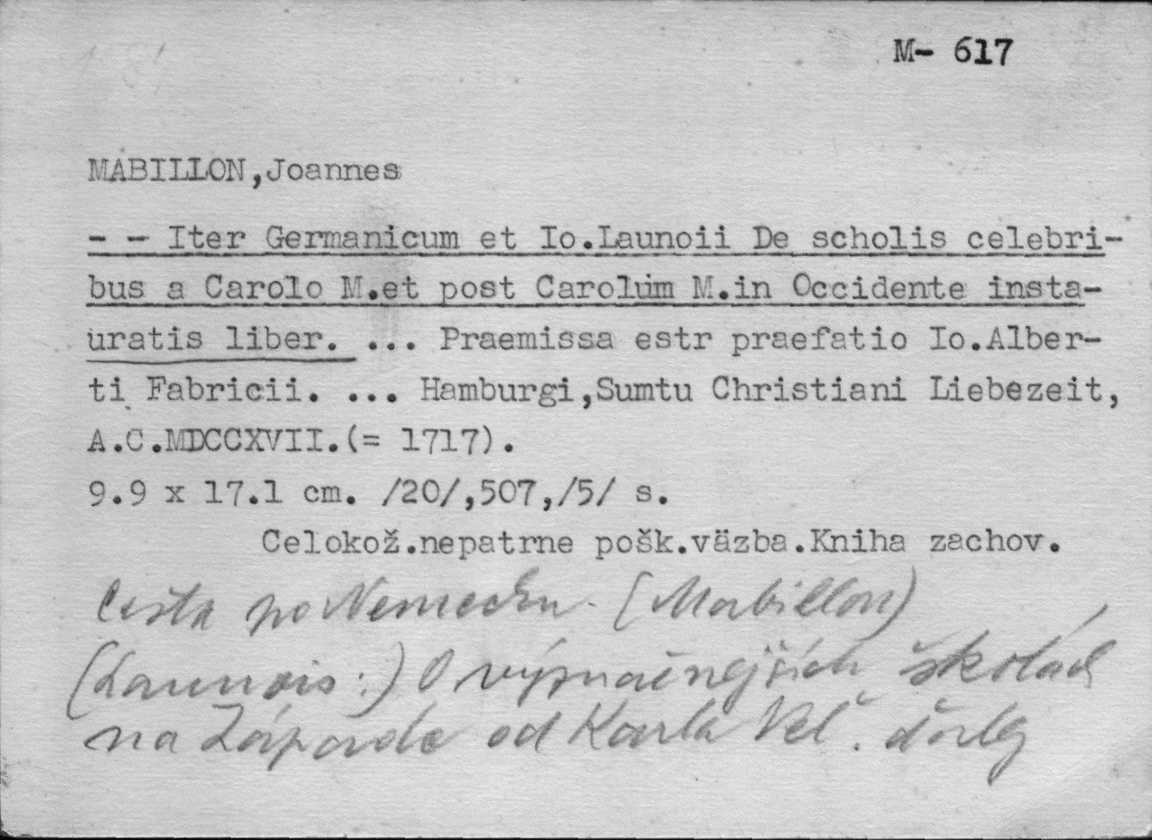 M- 617
MABILLON,Joannes
- - Iter Germanicum et Io.Launoii De scholis celebri-
bus a Carolo M.et post Carolum M.in Occidente insta-
uratis liber. ... Praemissa estr praefatio Io.Alber-
ti Fabricii. ... Hamburgi,Sumtu Christiani Liebezeit,
A.C.MDCCXVII.(= 1717).
9.9 x 17.1 cm. /20/,507,/5/ s.
Celokož.nepatrne pošk.väzba.Kniha zachov.
Cesta po Nemecku. (Mabillon)
(Launois:) O význačnejších školách
na Západe od Karla Veľ. ďalej